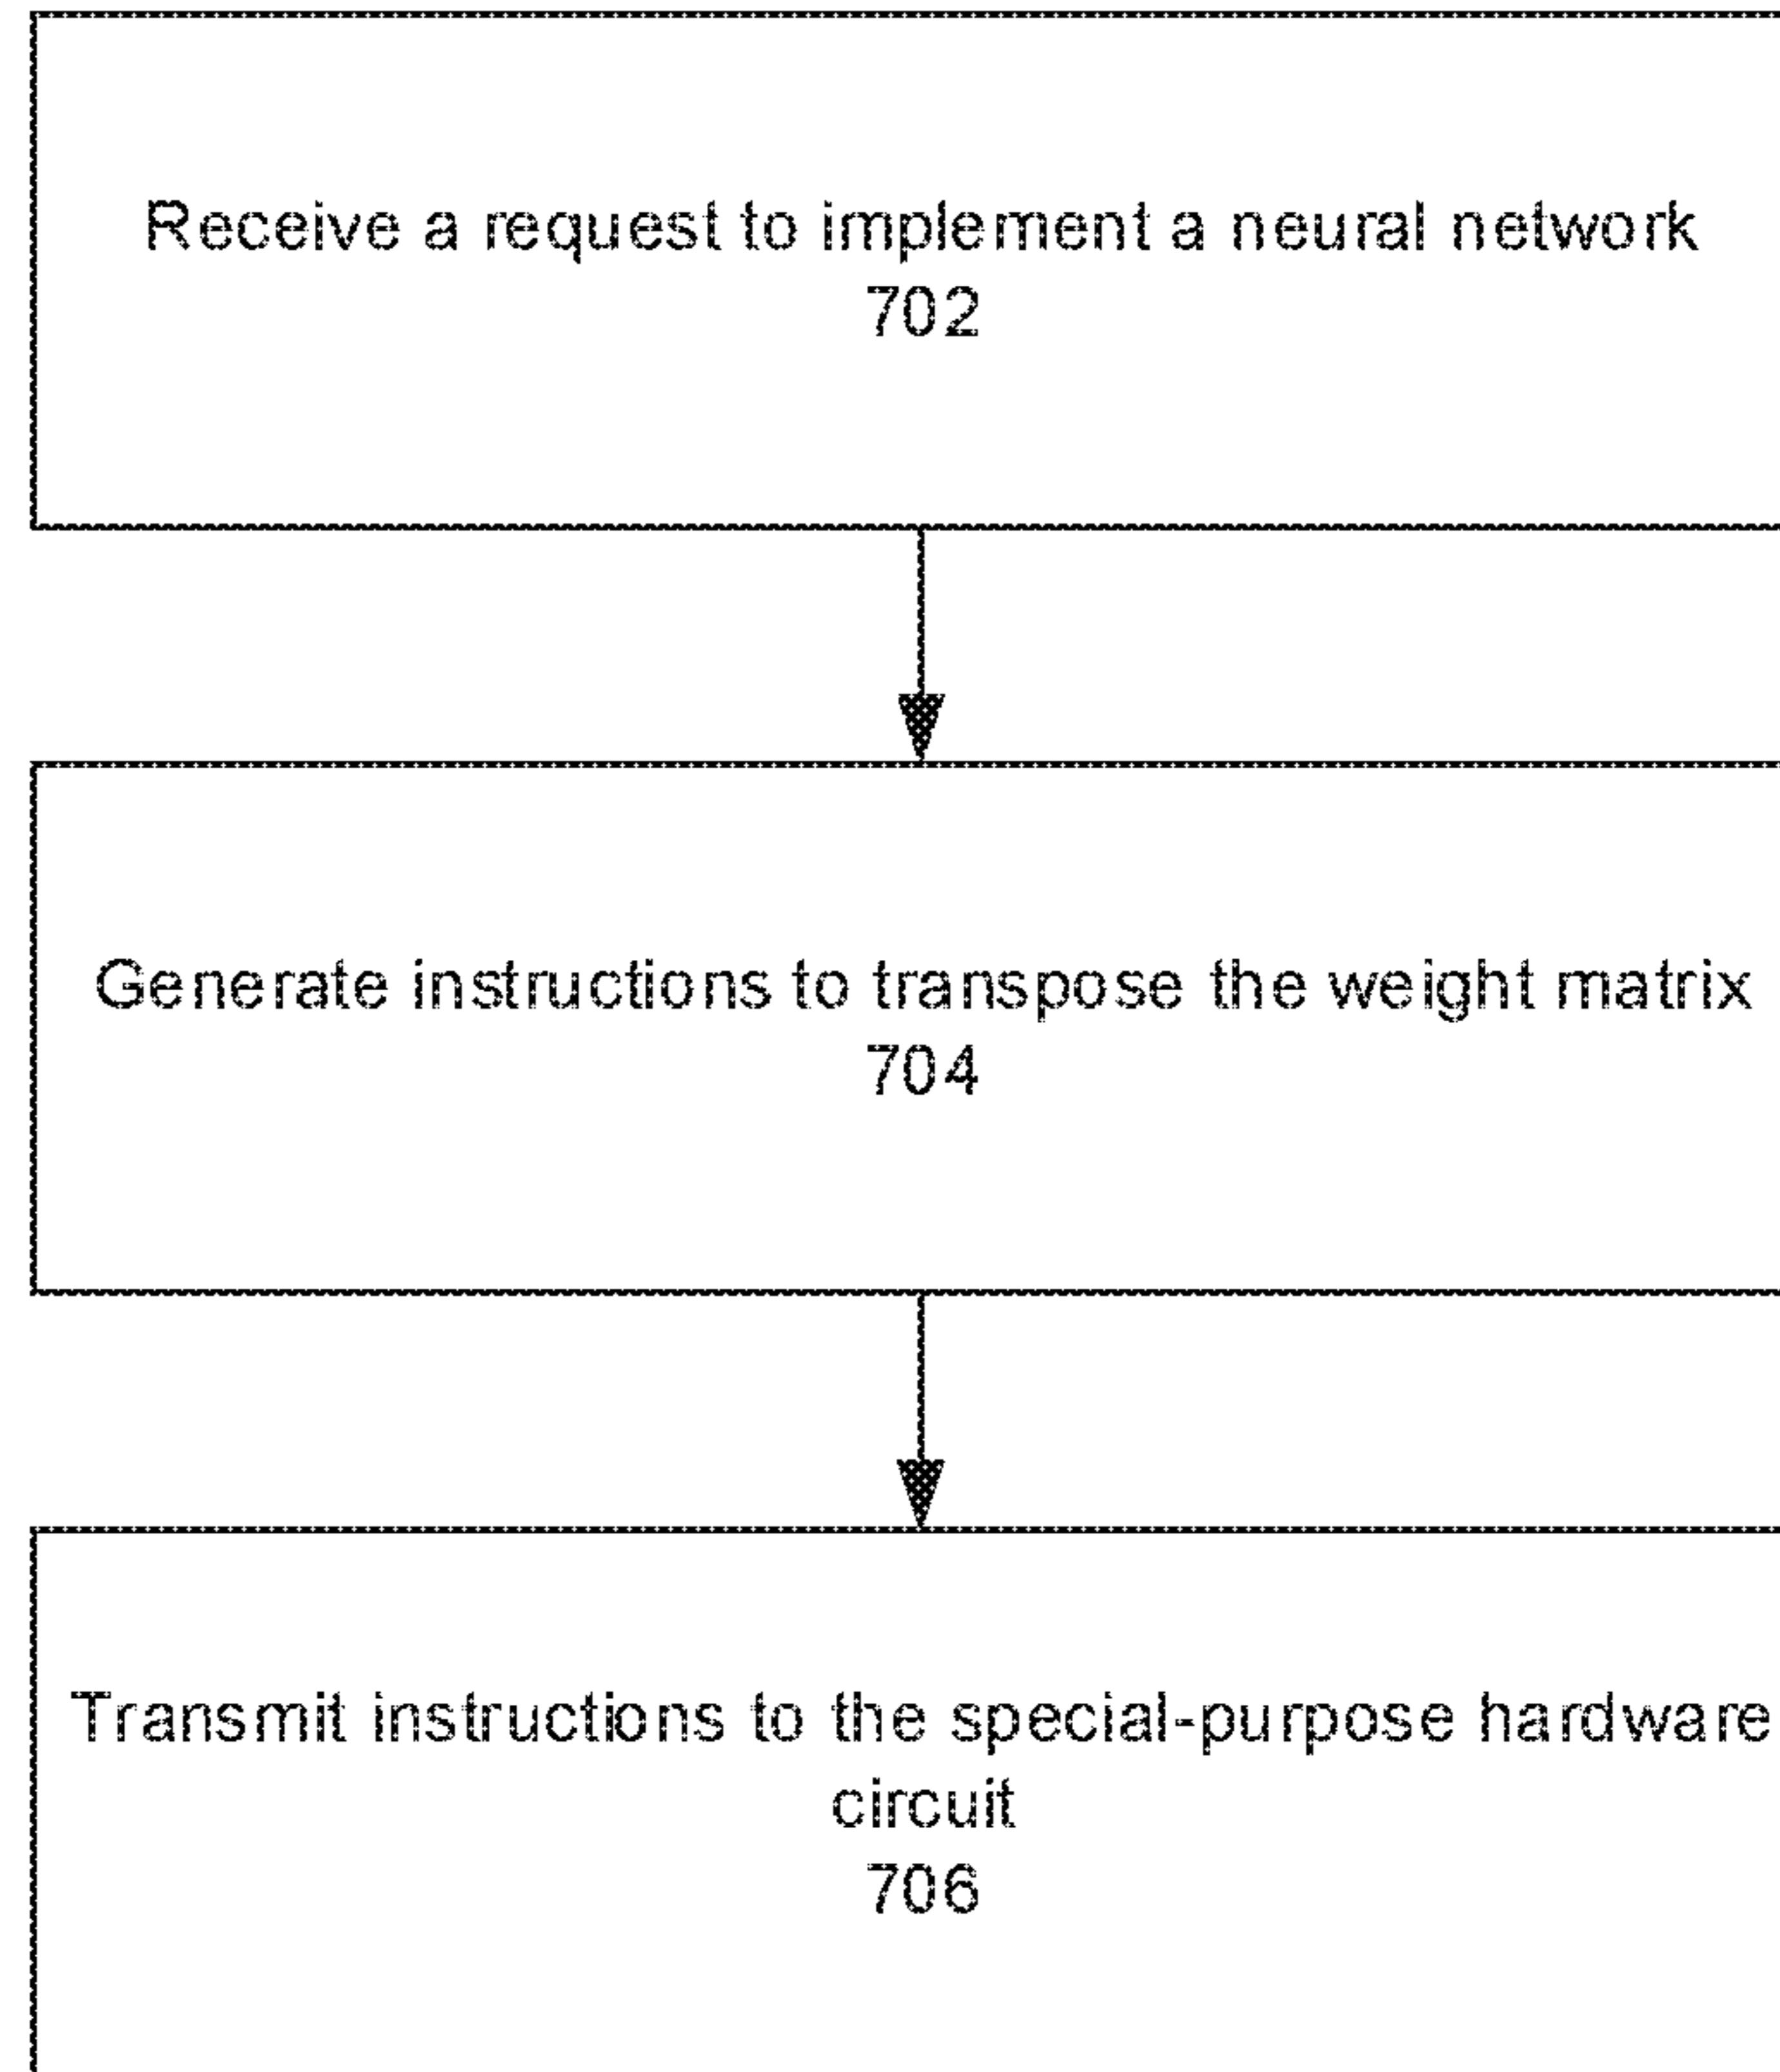 Receive a request to implement a neural network
702
Generate instructions to transpose the weight matrix
704
Transmit instructions to the special-purpose hardware
circuit
706